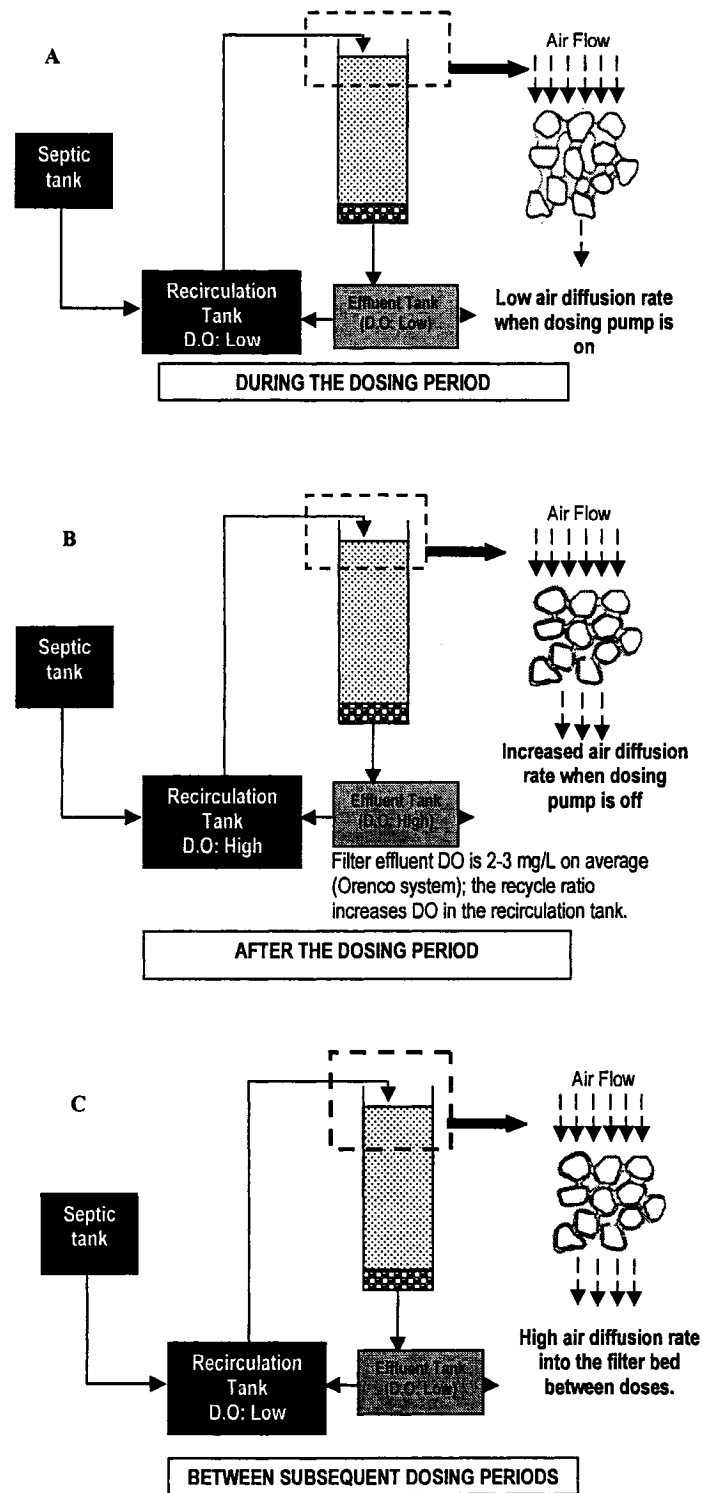 A
Air Flow
Septic
tank
Recirculation
Tank
D.O: Low
Effluent Tank
(D.O: Low)
Low air diffusion rate
when dosing pump is
on
DURING THE DOSING PERIOD
B
Air Flow
Septic
tank
Recirculation
Tank
D.O: High
Effluent Tank
(D.O: High)
Increased air diffusion
rate when dosing
pump is off
Filter effluent DO is 2-3 mg/L on average
(Orenco system); the recycle ratio
increases DO in the recirculation tank.
AFTER THE DOSING PERIOD
C
Air Flow
Septic
tank
Recirculation
Tank
D.O: Low
Effluent Tank
(D.O: Low)
High air diffusion rate
into the filter bed
between doses.
BETWEEN SUBSEQUENT DOSING PERIODS